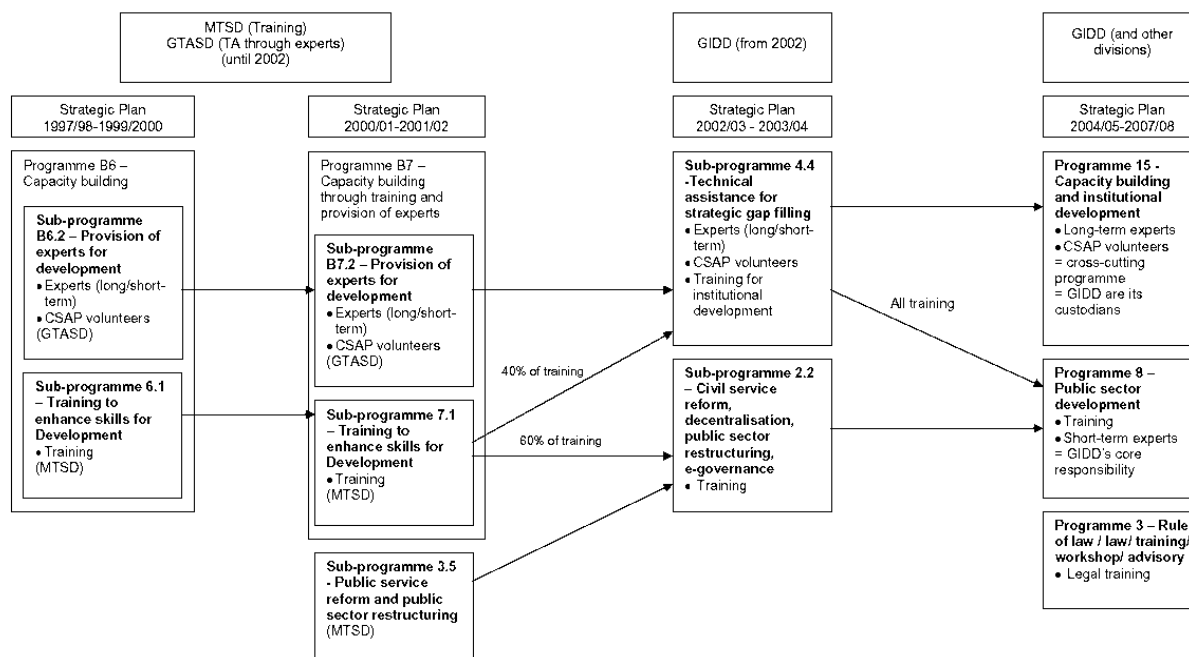 MTSD (Training)
GTASD (TA through experts)
(until 2002)
GIDD (from 2002)
GIDD (and other
divisions)
Strategic Plan
1997/98-1999/2000
Strategic Plan
2000/01-2001/02
Strategic Plan
2002/03 - 2003/04
Strategic Plan
2004/05-2007/08
Programme B6 –
Capacity building
Sub-programme
B6.2 – Provision of
experts for
development
• Experts (long/short-
term)
• CSAP volunteers
(GTASD)
Sub-programme 6.1
– Training to
enhance skills for
Development
• Training
(MTSD)
Programme B7 –
Capacity building
through training and
provision of experts
Sub-programme
B7.2 – Provision of
experts for
development
• Experts (long/short-
term)
• CSAP volunteers
(GTASD)
Sub-programme 7.1
– Training to
enhance skills for
Development
• Training
(MTSD)
Sub-programme 3.5
- Public service
reform and public
sector restructuring
(MTSD)
40% of training
60% of training
Sub-programme 4.4
-Technical
assistance for
strategic gap filling
• Experts (long/short-
term)
• CSAP volunteers
• Training for
institutional
development
Sub-programme 2.2
– Civil service
reform,
decentralisation,
public sector
restructuring,
e-governance
• Training
All training
Programme 15 -
Capacity building
and institutional
development
• Long-term experts
• CSAP volunteers
= cross-cutting
programme
= GIDD are its
custodians
Programme 8 –
Public sector
development
• Training
• Short-term experts
= GIDD's core
responsibility
Programme 3 – Rule
of law / law/ training/
workshop/ advisory
• Legal training